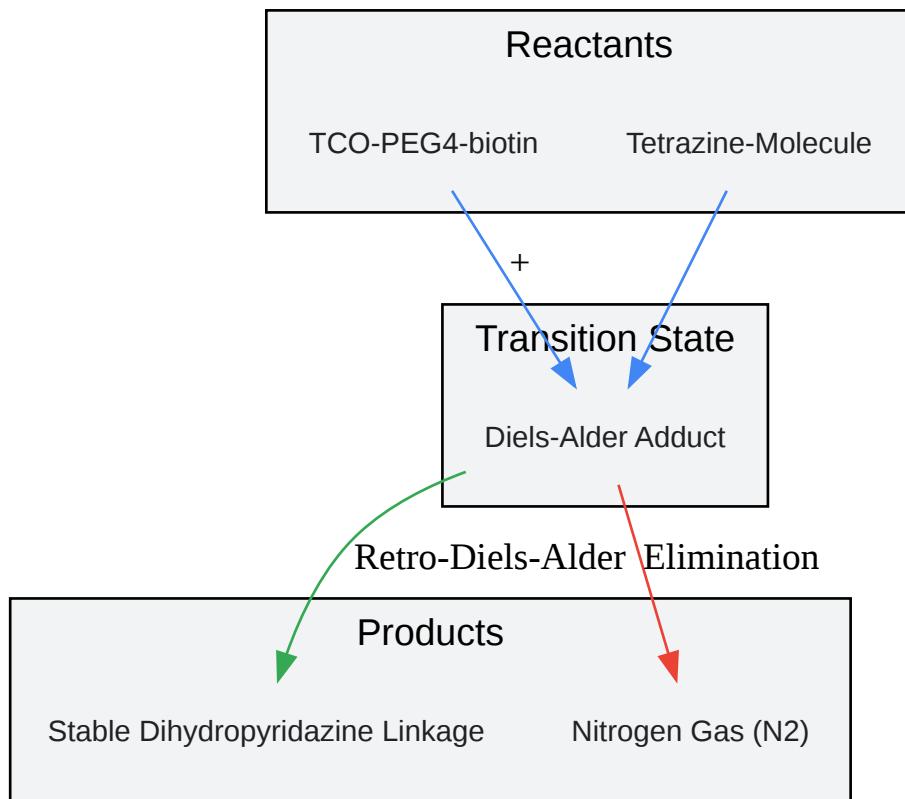 Reactants
TCO-PEG4-biotin
Tetrazine-Molecule
+
Transition State
Diels-Alder Adduct
Retro-Diels-Alder
Elimination
Products
Stable Dihydropyridazine Linkage
Nitrogen Gas (N2)